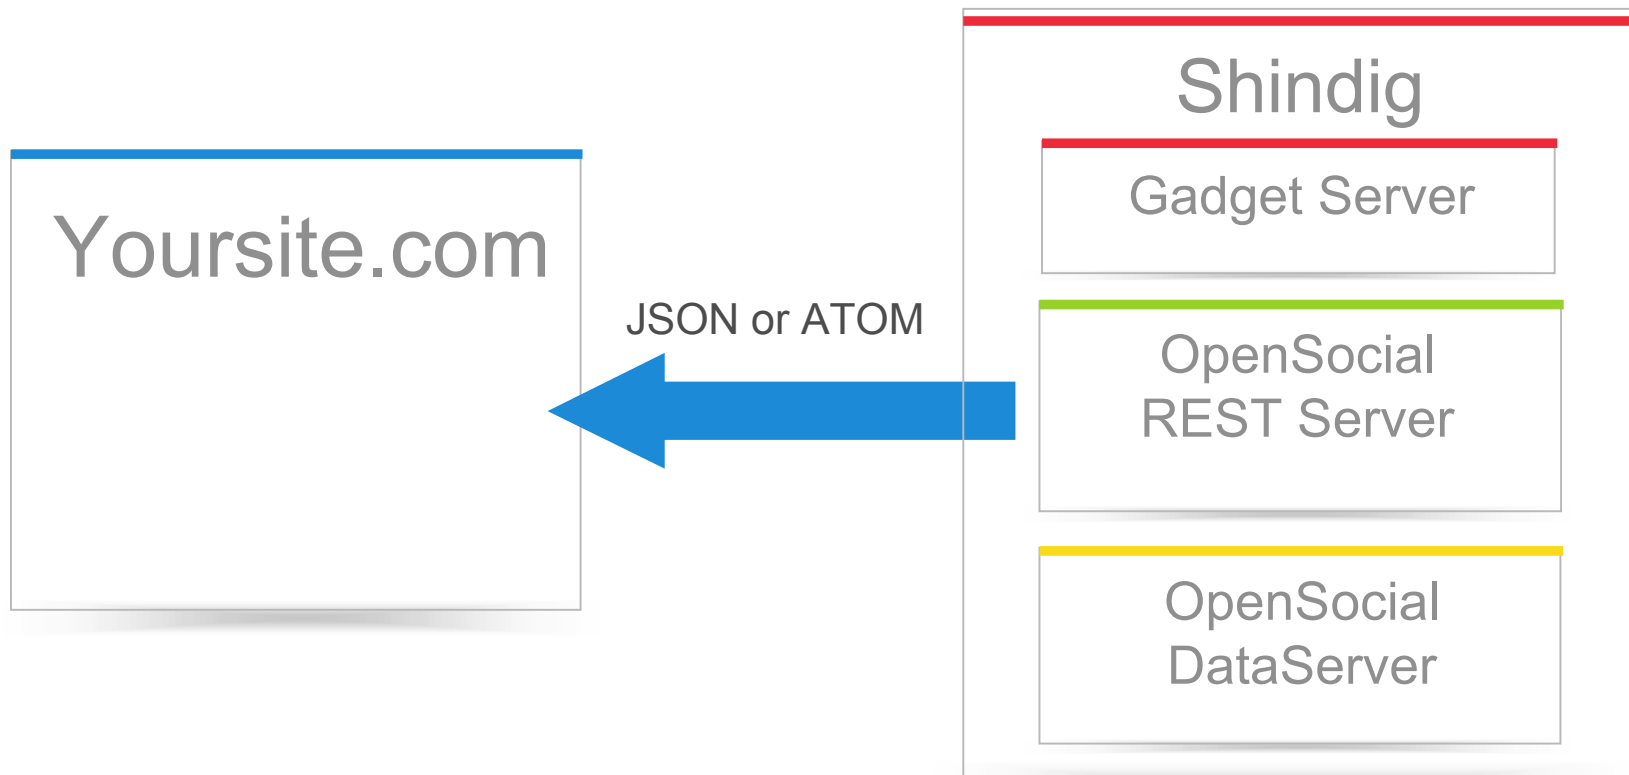 Shindig
Gadget Server
Yoursite.com
JSON or ATOM
OpenSocial
REST Server
OpenSocial
DataServer